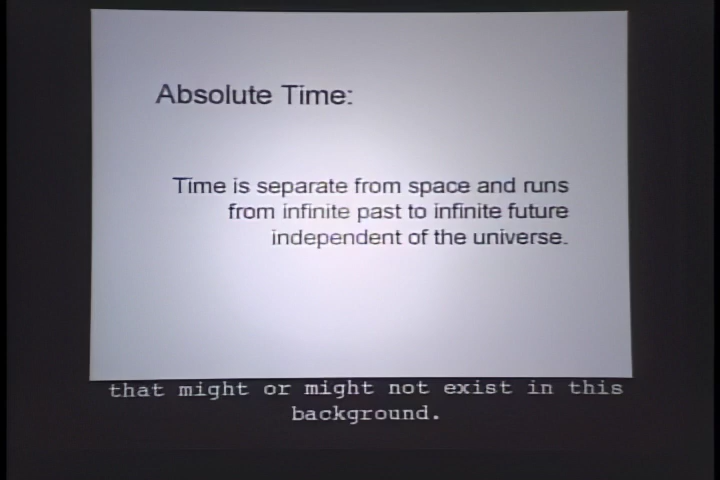 Absolute Time:
Time is separate from space and runs
from infinite past to infinite future
independent of the universe.
that might or might not exist in this
background.